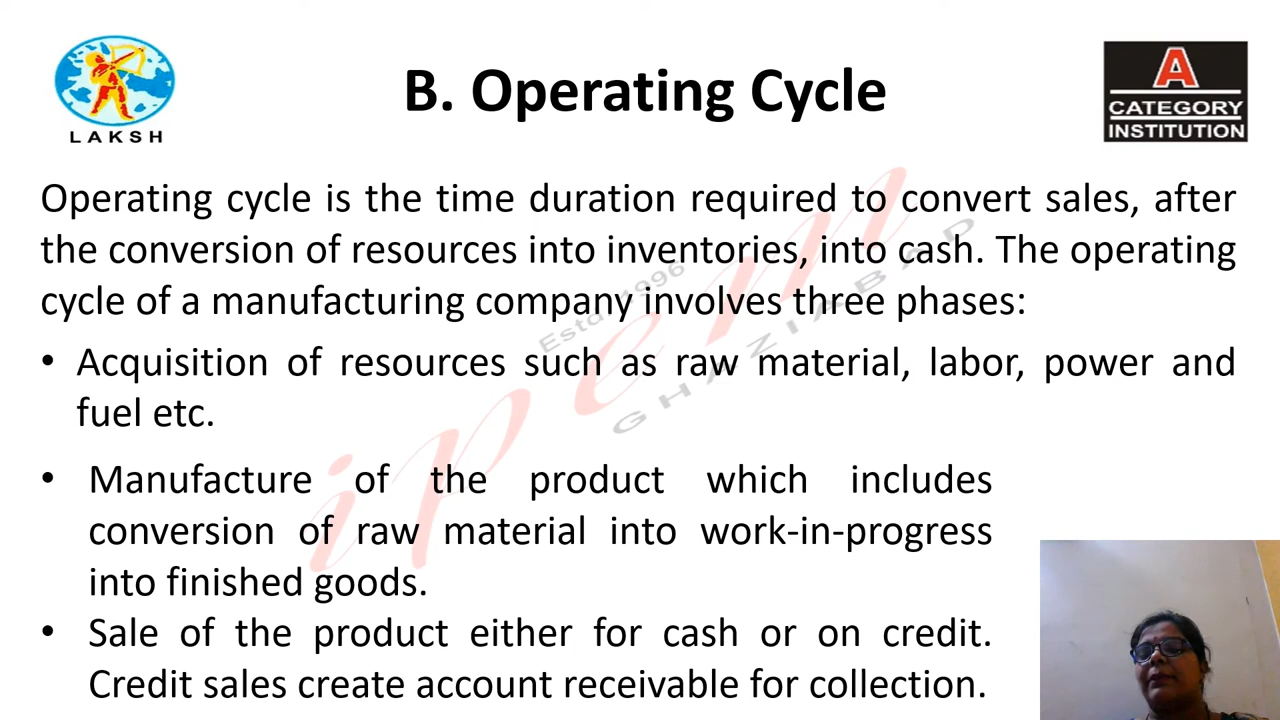 LAKSH
B. Operating Cycle
A
CATEGORY
INSTITUTION
Operating cycle is the time duration required to convert sales, after
the conversion of resources into inventories, into cash. The operating
cycle of a manufacturing company involves three phases:
• Acquisition of resources such as raw material, labor, power and
fuel etc.
• Manufacture of the product which includes
conversion of raw material into work-in-progress
into finished goods.
• Sale of the product either for cash or on credit.
Credit sales create account receivable for collection.
Estd. 1996
ipem
GHAZIABAD